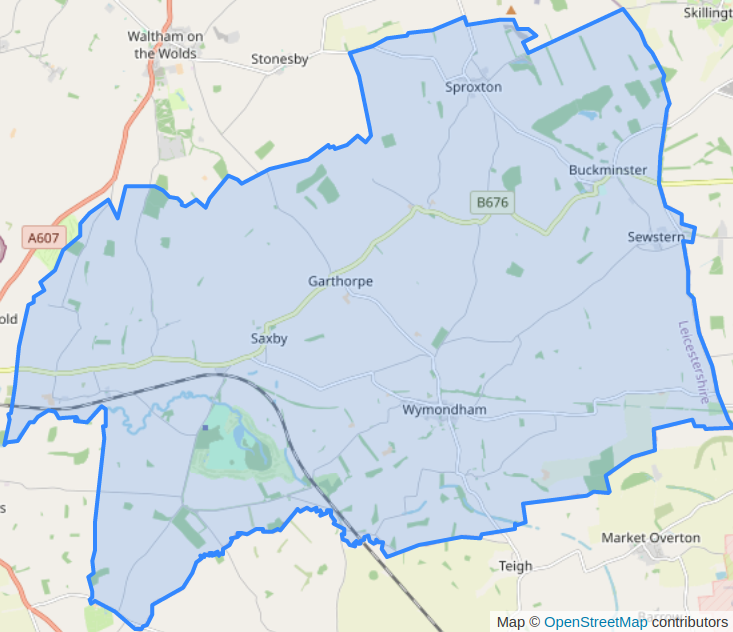 Skillingt
Waltham on
the Wolds
Stonesby
Sproxton
Buckminster
B676
A607
Sewstern
Garthorpe
old
Saxby
Leicestershire
Wymondham
s
Market Overton
Teigh
Barrow
Map © OpenStreetMap contributors